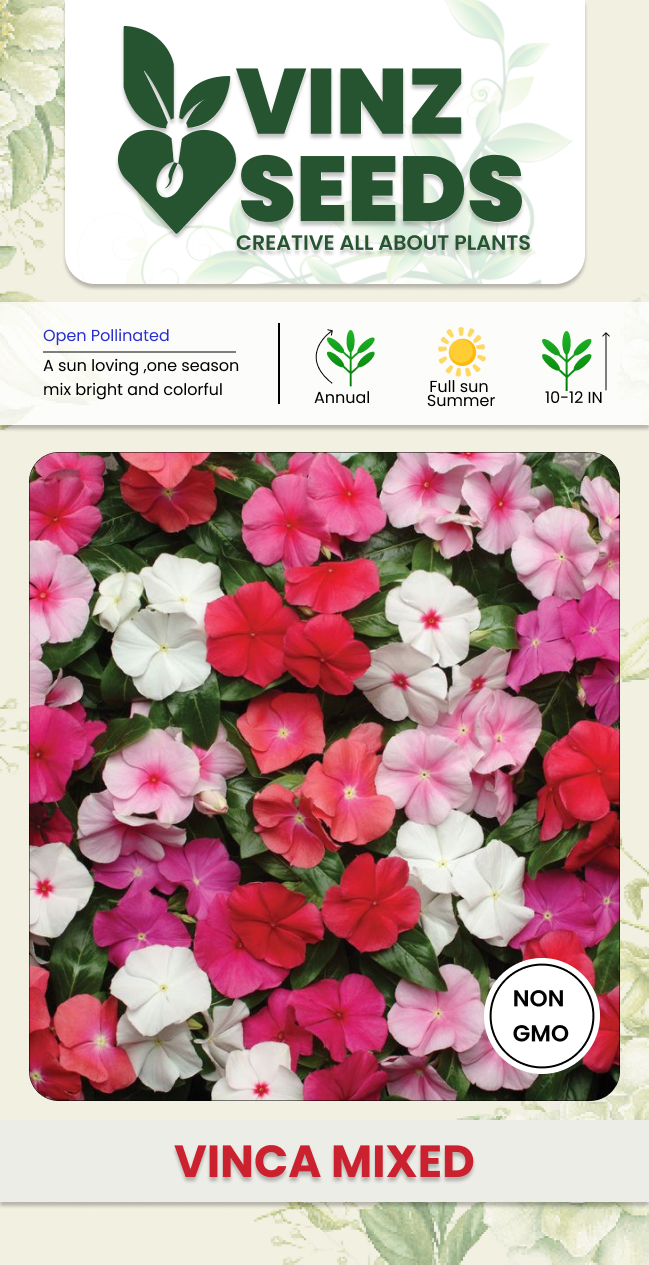 VINZ
SEEDS
CREATIVE ALL ABOUT PLANTS
Open Pollinated
A sun loving ,one season
mix bright and colorful
Annual
Full sun
Summer
10-12 IN
NON
GMO
VINCA MIXED